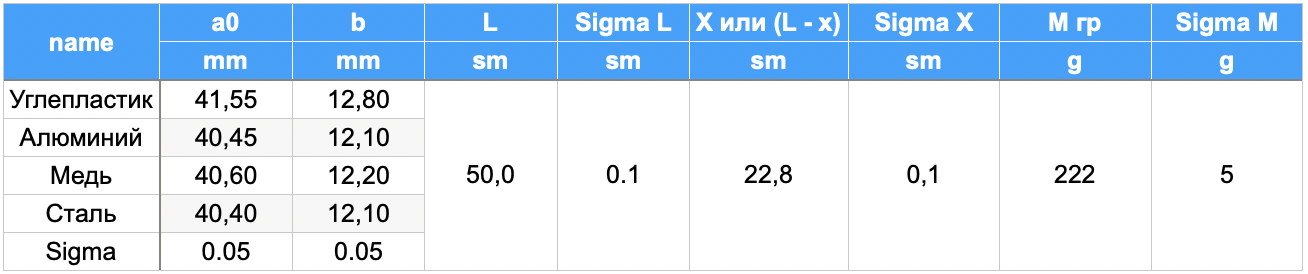 name a0 b L Sigma L X или (L - x) Sigma X M гр Sigma M
mm mm sm sm sm sm g g
Углепластик 41,55 12,80
Алюминий 40,45 12,10
Медь 40,60 12,20 50,0 0.1 22,8 0,1 222 5
Сталь 40,40 12,10
Sigma 0.05 0.05